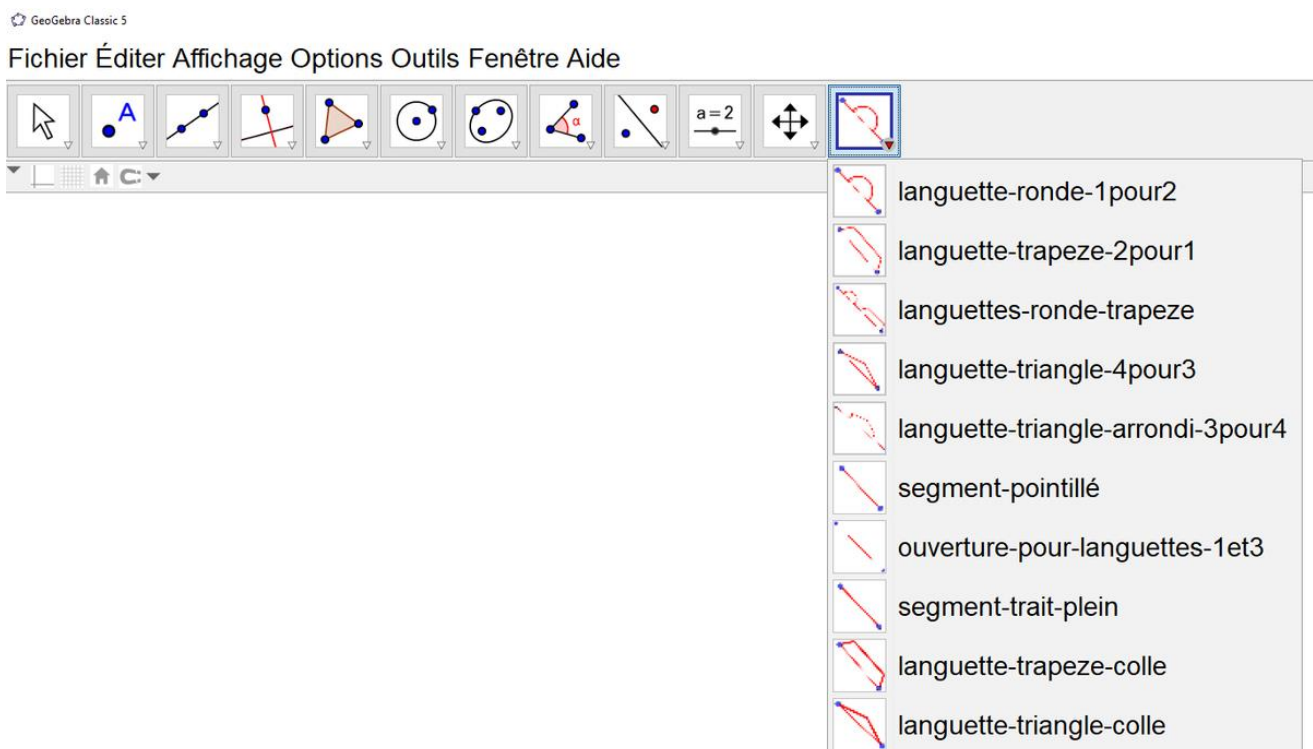 GeoGebra Classic 5
Fichier Éditer Affichage Options Outils Fenêtre Aide
A
α
a = 2
languette-ronde-1pour2
languette-trapeze-2pour1
languettes-ronde-trapeze
languette-triangle-4pour3
languette-triangle-arrondi-3pour4
segment-pointillé
ouverture-pour-languettes-1et3
segment-trait-plein
languette-trapeze-colle
languette-triangle-colle